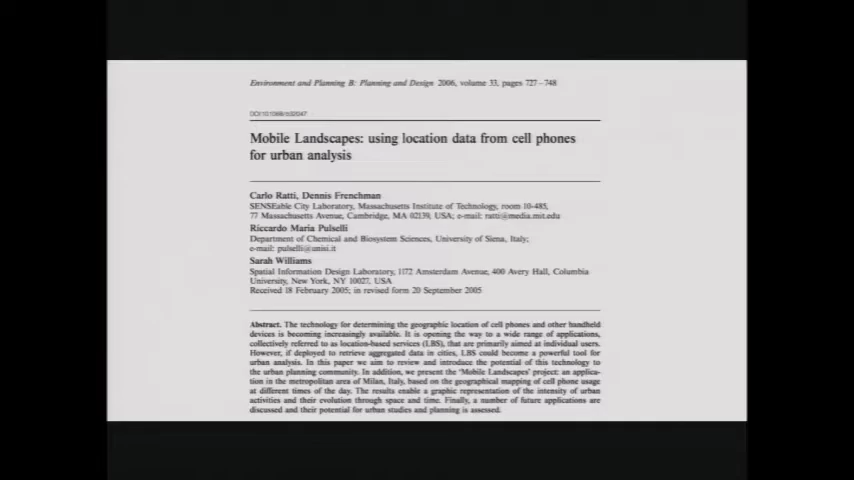 Environment and Planning B: Planning and Design 2006, volume 33, pages 727-748
DOI:10.1068/b32047
Mobile Landscapes: using location data from cell phones
for urban analysis
Carlo Ratti, Dennis Frenchman
SENSEable City Laboratory, Massachusetts Institute of Technology, room 10-485,
77 Massachusetts Avenue, Cambridge, MA 02139, USA; e-mail: ratti@media.mit.edu
Riccardo Maria Pulselli
Department of Chemical and Biosystem Sciences, University of Siena, Italy;
e-mail: pulselli@unisi.it
Sarah Williams
Spatial Information Design Laboratory, 1172 Amsterdam Avenue, 400 Avery Hall, Columbia
University, New York, NY 10027, USA
Received 18 February 2005; in revised form 20 September 2005
Abstract. The technology for determining the geographic location of cell phones and other handheld
devices is becoming increasingly available. It is opening the way to a wide range of applications,
collectively referred to as location-based services (LBS), that are primarily aimed at individual users.
However, if deployed to retrieve aggregated data in cities, LBS could become a powerful tool for
urban analysis. In this paper we aim to review and introduce the potential of this technology to
the urban planning community. In addition, we present the 'Mobile Landscapes' project: an applica-
tion in the metropolitan area of Milan, Italy, based on the geographical mapping of cell phone usage
at different times of the day. The results enable a graphic representation of the intensity of urban
activities and their evolution through space and time. Finally, a number of future applications are
discussed and their potential for urban studies and planning is assessed.